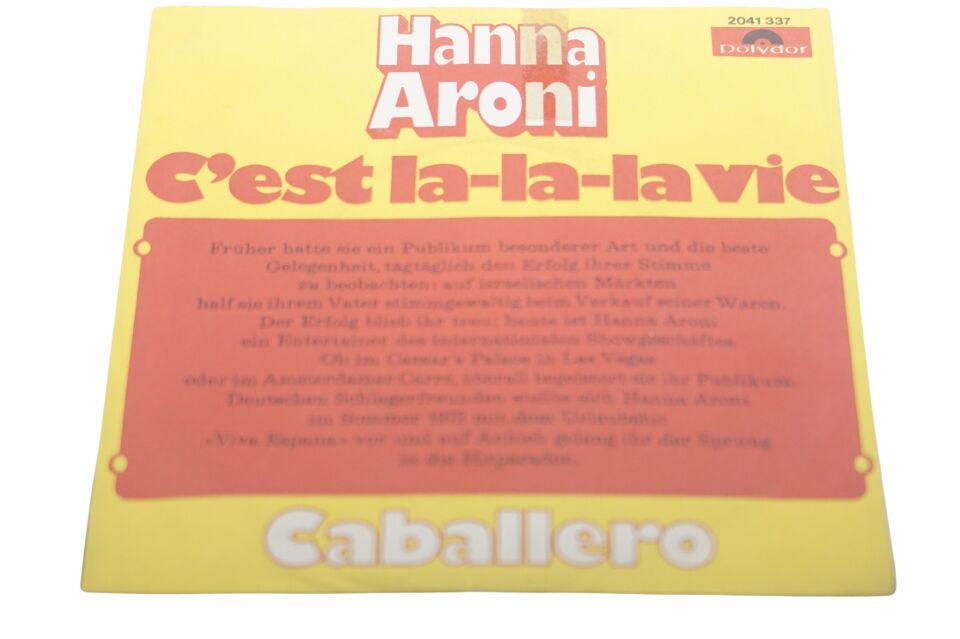 2041 337
Polydor
Hanna
Aroni
C'est la-la-la vie
Früher hatte sie ein Publikum besonderer Art und die beste
Gelegenheit, tagtäglich den Erfolg ihrer Stimme
zu beobachten: auf israelischen Märkten
half sie ihrem Vater stimmgewaltig beim Verkauf seiner Waren.
Der Erfolg blieb ihr treu; heute ist Hanna Aroni
ein Entertainer des internationalen Showgeschäftes.
Ob im Caesar's Palace in Las Vegas
oder im Amsterdamer Carré, überall begeistert sie ihr Publikum.
Deutschen Schlagerfreunden stellte sich Hanna Aroni
im Sommer 1972 mit dem Urlaubshit
«Viva Espana» vor und auf Anhieb gelang ihr der Sprung
in die Hitparaden.
Caballero